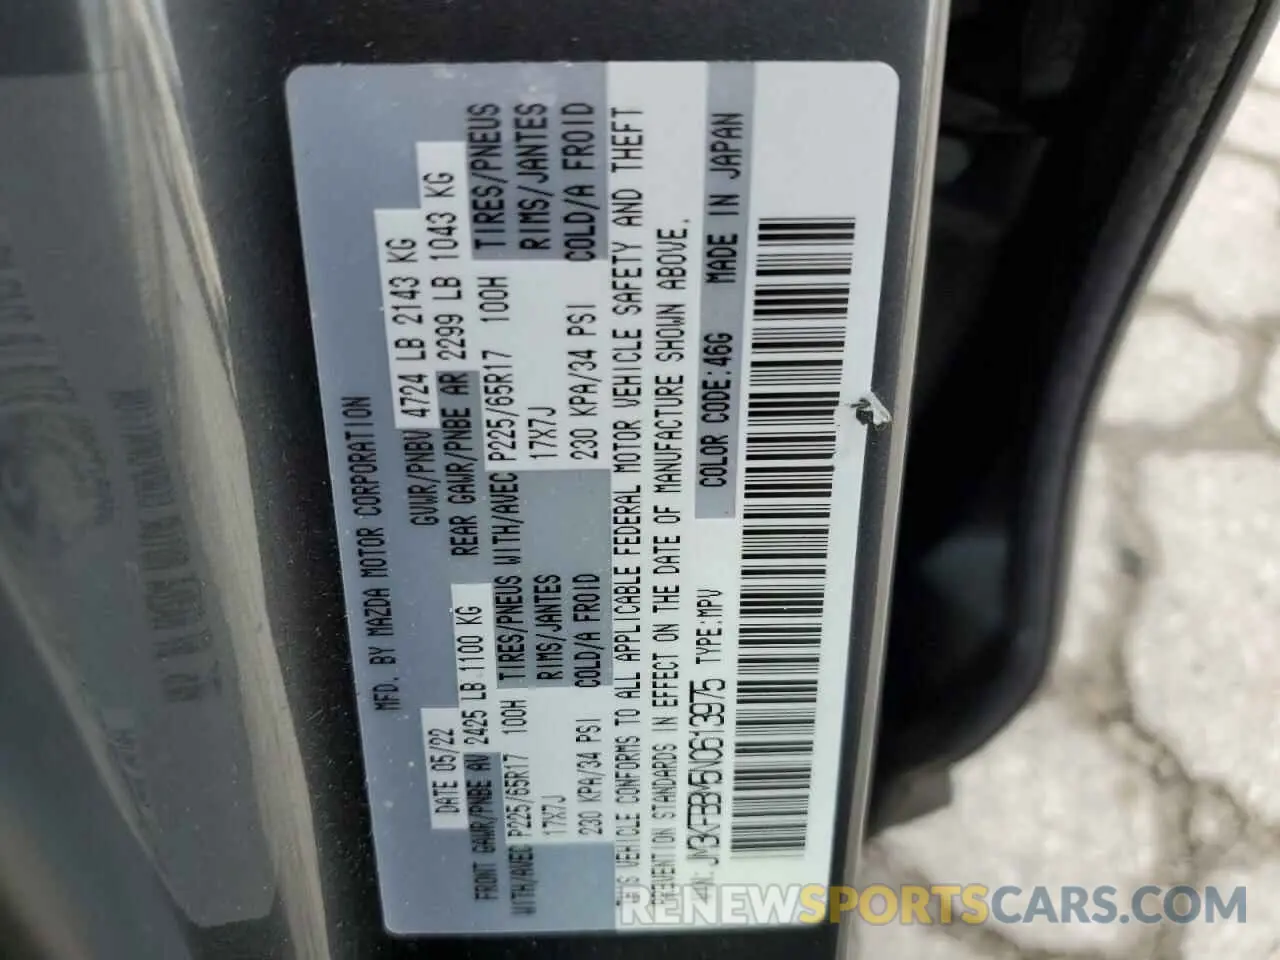 MFD. BY MAZDA MOTOR CORPORATION
DATE 05/22 GVWR/PNBV 4724 LB 2143 KG
FRONT GAWR/PNBE AV 2425 LB 1100 KG REAR GAWR/PNBE AR 2299 LB 1043 KG
WITH/AVEC P225/65R17 100H TIRES/PNEUS WITH/AVEC P225/65R17 100H TIRES/PNEUS
17X7J RIMS/JANTES 17X7J RIMS/JANTES
230 KPA/34 PSI COLD/A FROID 230 KPA/34 PSI COLD/A FROID
THIS VEHICLE CONFORMS TO ALL APPLICABLE FEDERAL MOTOR VEHICLE SAFETY AND THEFT
PREVENTION STANDARDS IN EFFECT ON THE DATE OF MANUFACTURE SHOWN ABOVE.
JM3KFBBM5N0613975 TYPE:MPV COLOR CODE:46G MADE IN JAPAN
RENEWSPORTSCARS.COM